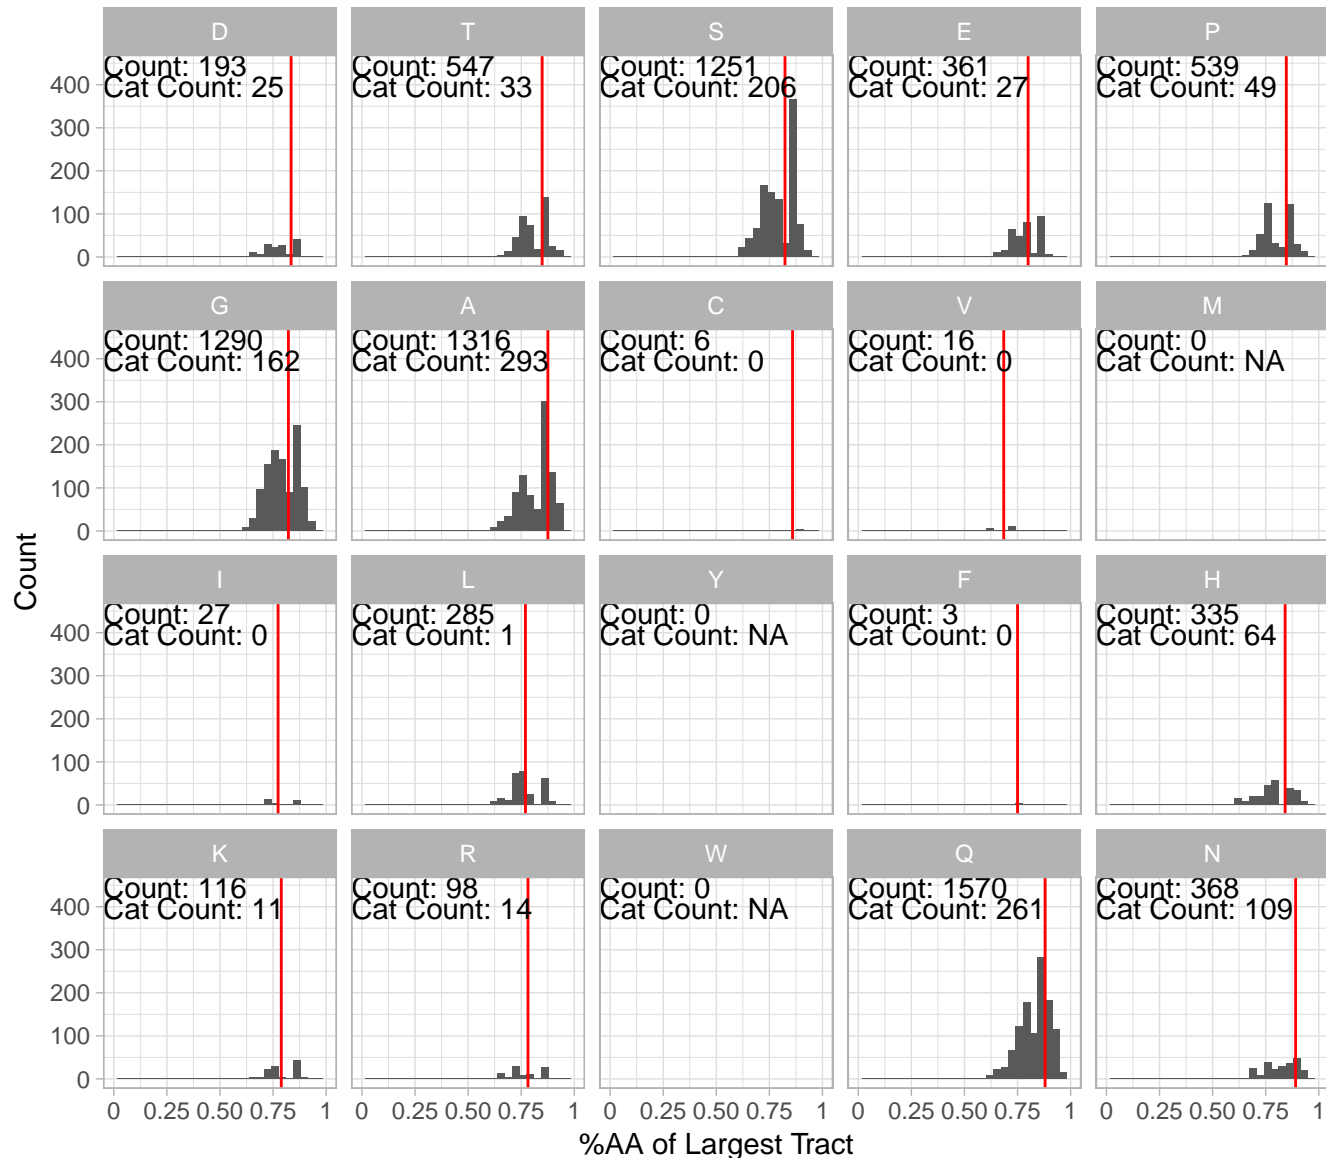 D T S E P
Count: 193 Count: 547 Count: 1251 Count: 361 Count: 539
400 Cat Count: 25 Cat Count: 33 Cat Count: 206 Cat Count: 27 Cat Count: 49
300
200
100
0
G A C V M
Count: 1290 Count: 1316 Count: 6 Count: 16 Count: 0
400 Cat Count: 162 Cat Count: 293 Cat Count: 0 Cat Count: 0 Cat Count: NA
300
200
100
0
Count
I L Y F H
Count: 27 Count: 285 Count: 0 Count: 3 Count: 335
400 Cat Count: 0 Cat Count: 1 Cat Count: NA Cat Count: 0 Cat Count: 64
300
200
100
0
K R W Q N
Count: 116 Count: 98 Count: 0 Count: 1570 Count: 368
400 Cat Count: 11 Cat Count: 14 Cat Count: NA Cat Count: 261 Cat Count: 109
300
200
100
0
0 0.25 0.50 0.75 1 0 0.25 0.50 0.75 1 0 0.25 0.50 0.75 1 0 0.25 0.50 0.75 1 0 0.25 0.50 0.75 1
%AA of Largest Tract